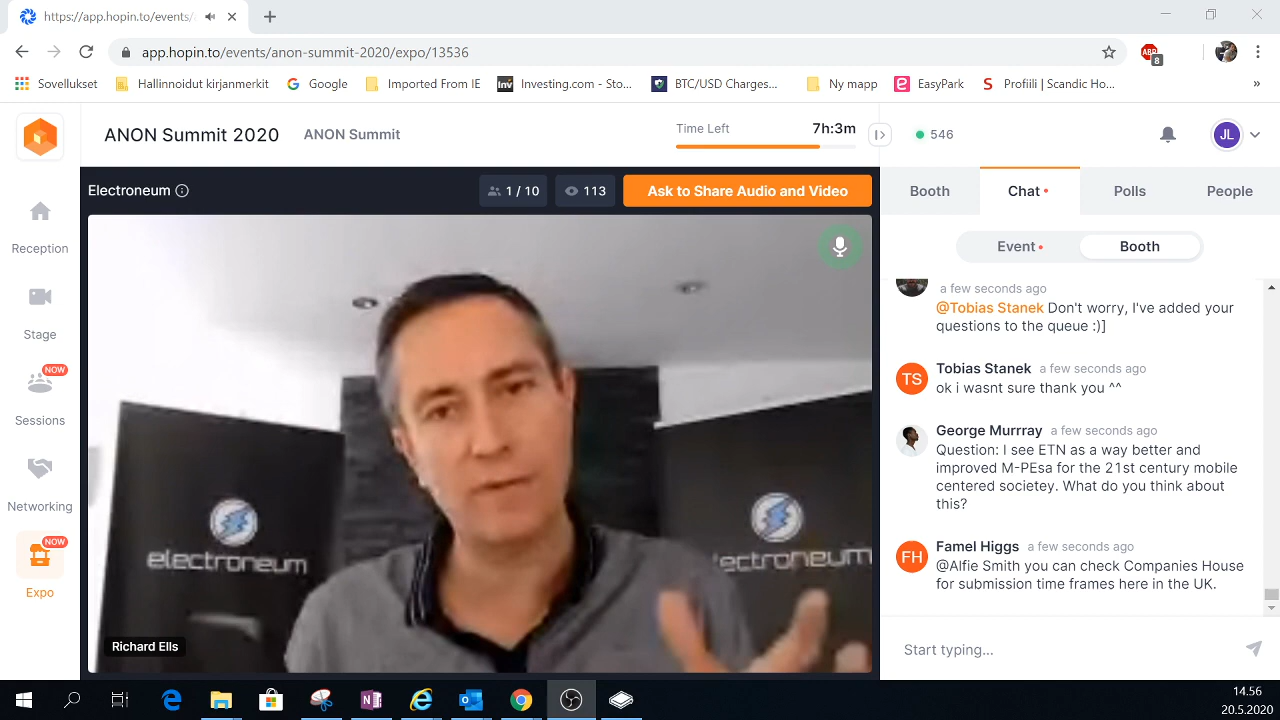 https://app.hopin.to/events/
app.hopin.to/events/anon-summit-2020/expo/13536
ABP
8
Sovellukset
Hallinnoidut kirjanmerkit
Google
Imported From IE
Inv
Investing.com - Sto...
BTC/USD Charges...
Ny mapp
EasyPark
S
Profiili | Scandic Ho...
»
ANON Summit 2020
ANON Summit
Time Left
7h:3m
546
JL
Reception
Stage
NOW
Sessions
Networking
NOW
Expo
Electroneum
1 / 10
113
Ask to Share Audio and Video
electroneum
electroneum
Richard Ells
Booth
Chat
Polls
People
Event
Booth
a few seconds ago
@Tobias Stanek Don't worry, I've added your
questions to the queue :)]
TS
Tobias Stanek a few seconds ago
ok i wasnt sure thank you ^^
George Murrray a few seconds ago
Question: I see ETN as a way better and
improved M-PEsa for the 21st century mobile
centered societey. What do you think about
this?
FH
Famel Higgs a few seconds ago
@Alfie Smith you can check Companies House
for submission time frames here in the UK.
Start typing...
14.56
20.5.2020